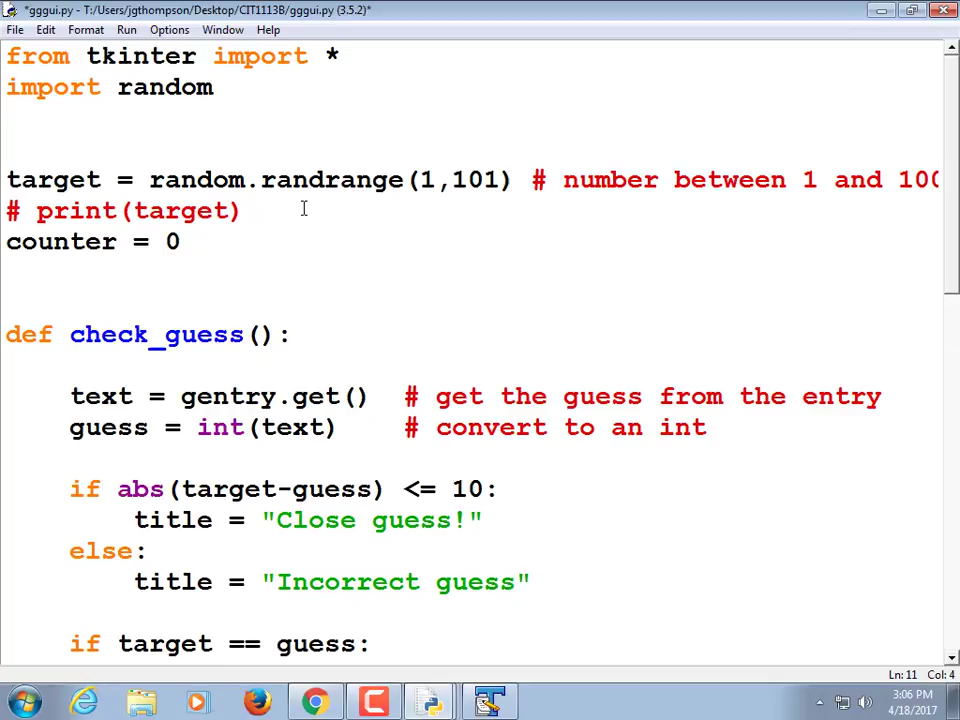 *gggui.py - T:/Users/jgthompson/Desktop/CIT1113B/gggui.py (3.5.2)*
File Edit Format Run Options Window Help
from tkinter import *
import random
target = random.randrange(1,101) # number between 1 and 100
# print(target)
counter = 0
def check_guess():
text = gentry.get() # get the guess from the entry
guess = int(text) # convert to an int
if abs(target-guess) <= 10:
title = "Close guess!"
else:
title = "Incorrect guess"
if target == guess:
Ln: 11 Col: 4
3:06 PM
4/18/2017